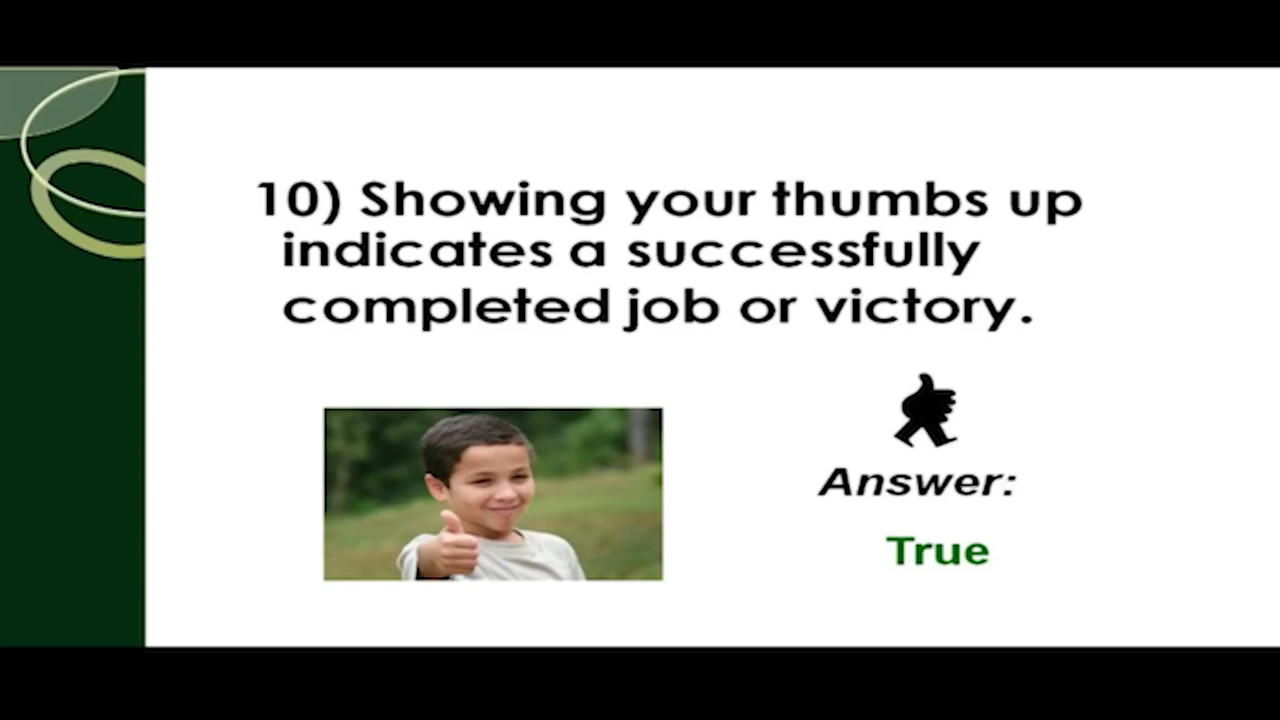 10) Showing your thumbs up
indicates a successfully
completed job or victory.
Answer:
True